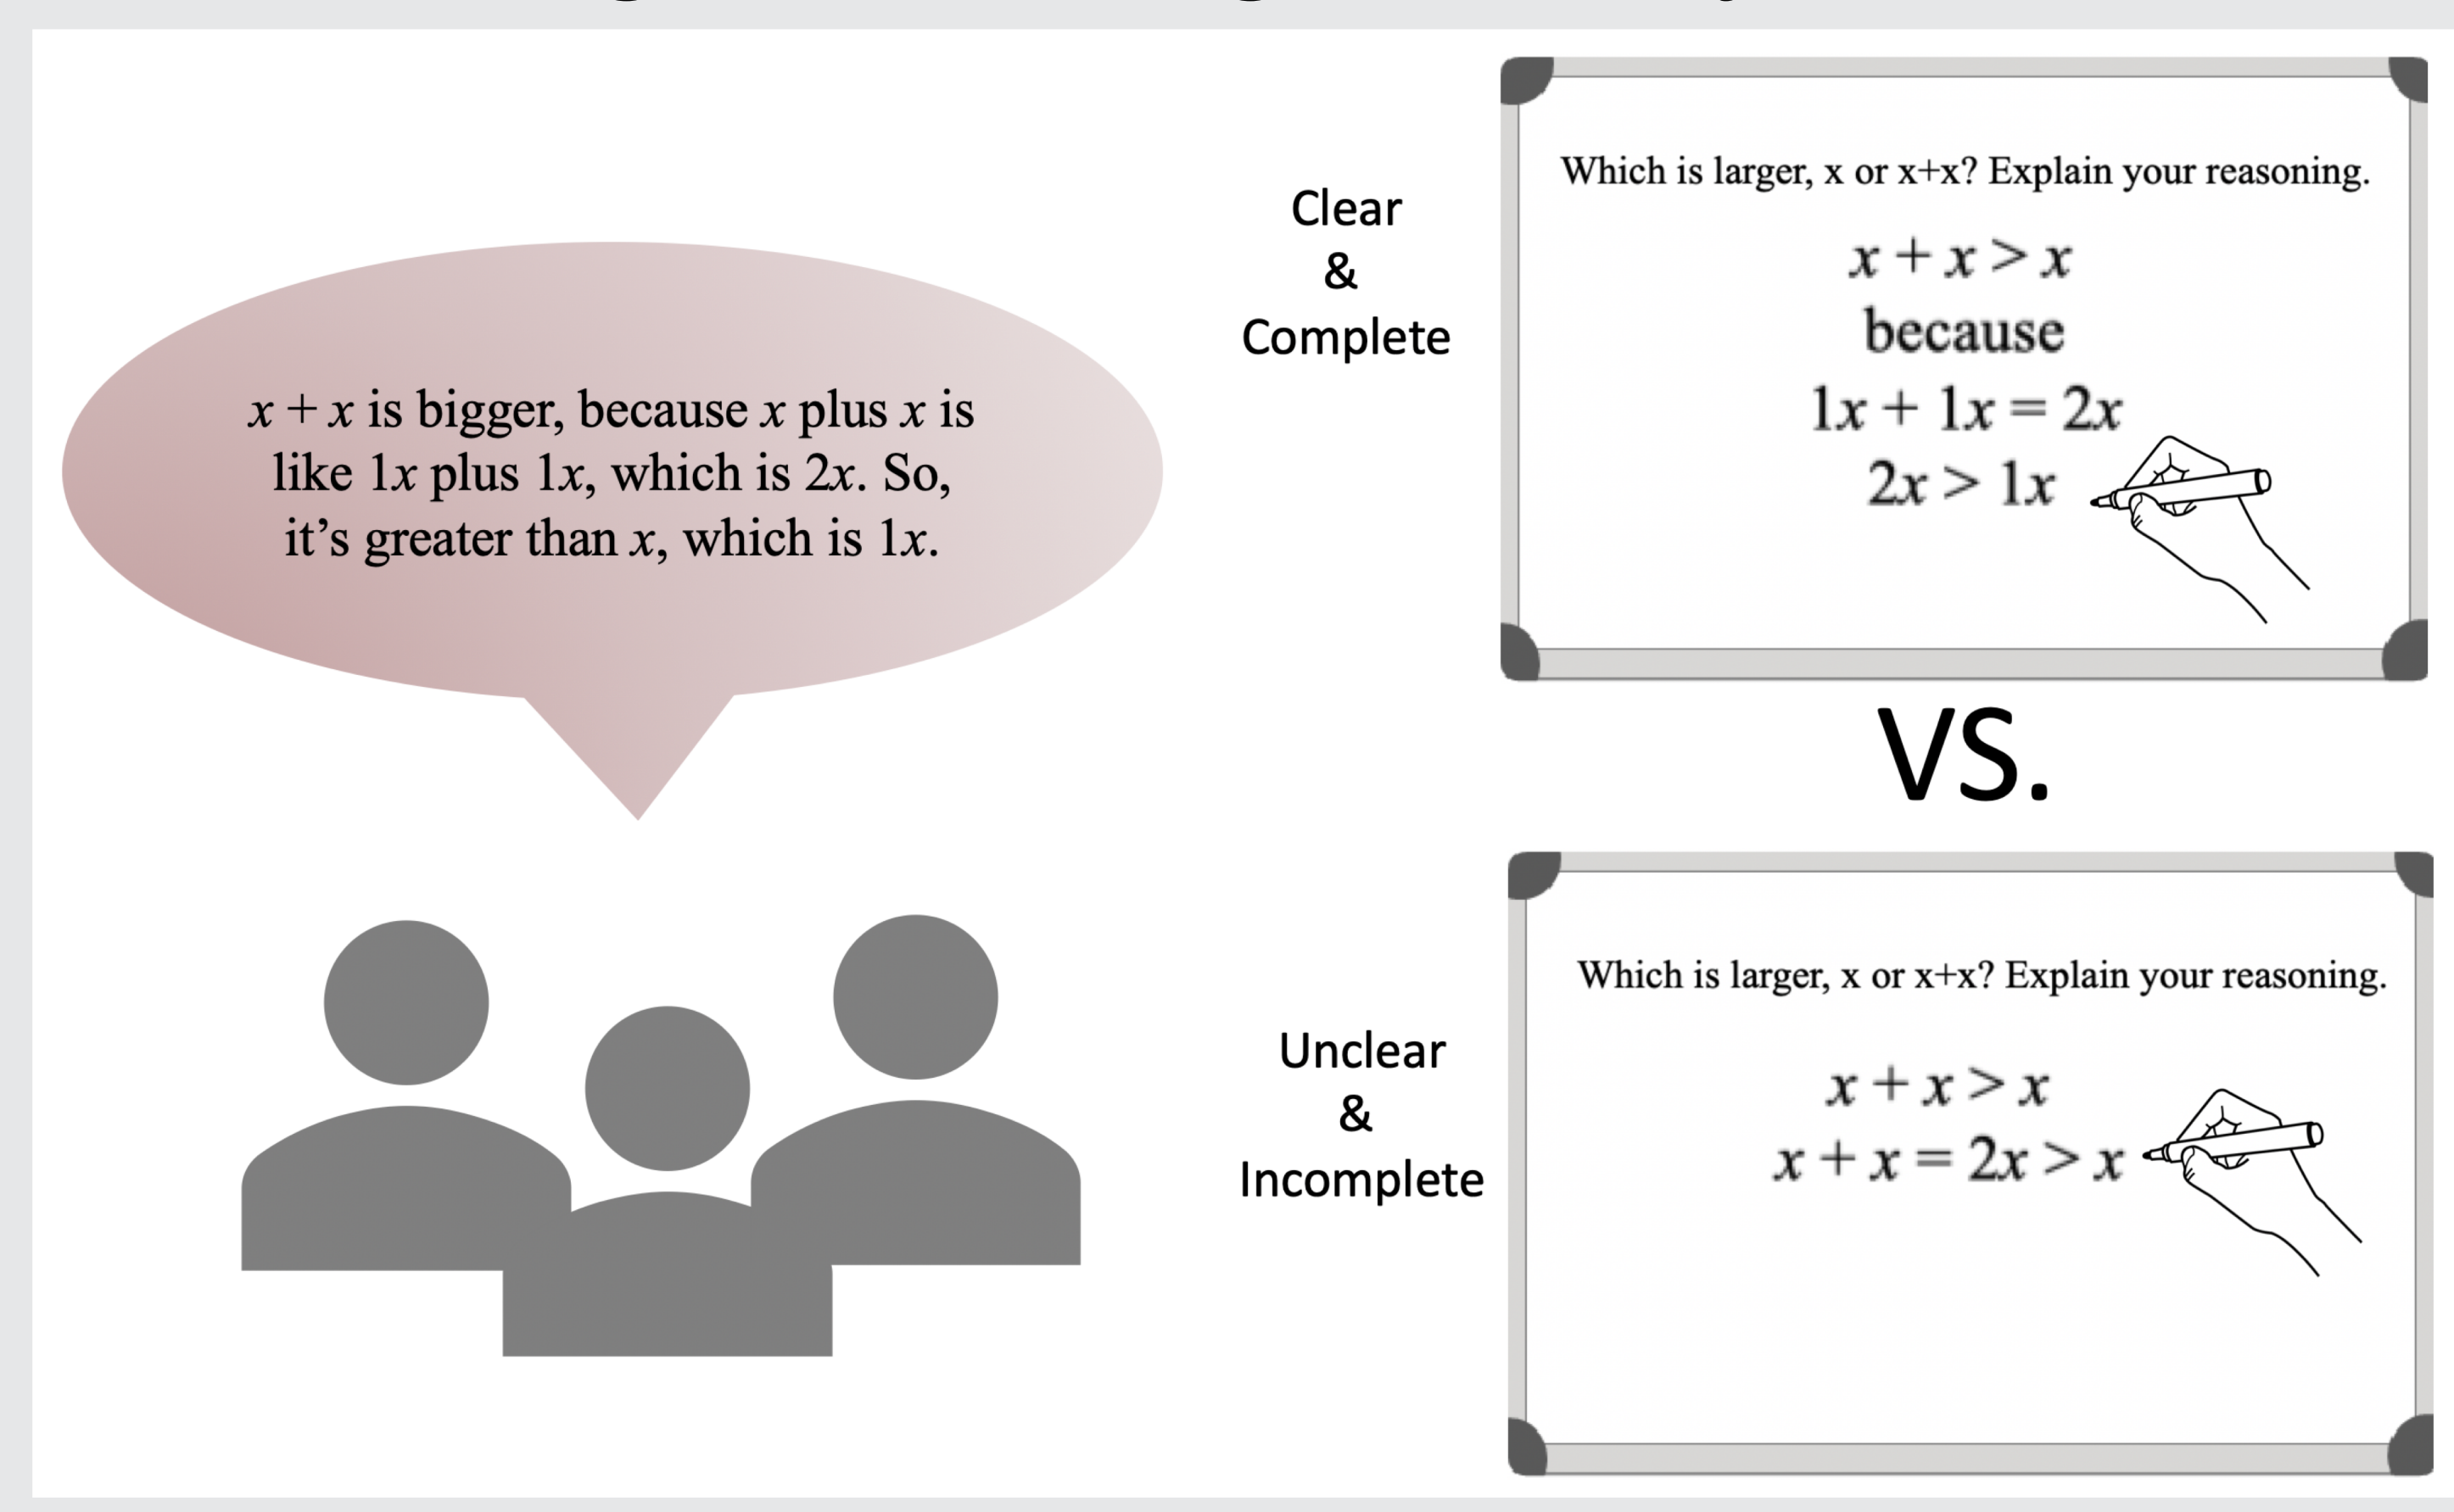 x + x is bigger, because x plus x is
like 1x plus 1x, which is 2x. So,
it’s greater than x, which is 1x.
Clear
&
Complete
Which is larger, x or x+x? Explain your reasoning.
x + x > x
because
1x + 1x = 2x
2x > 1x
VS.
Unclear
&
Incomplete
Which is larger, x or x+x? Explain your reasoning.
x + x > x
x + x = 2x > x